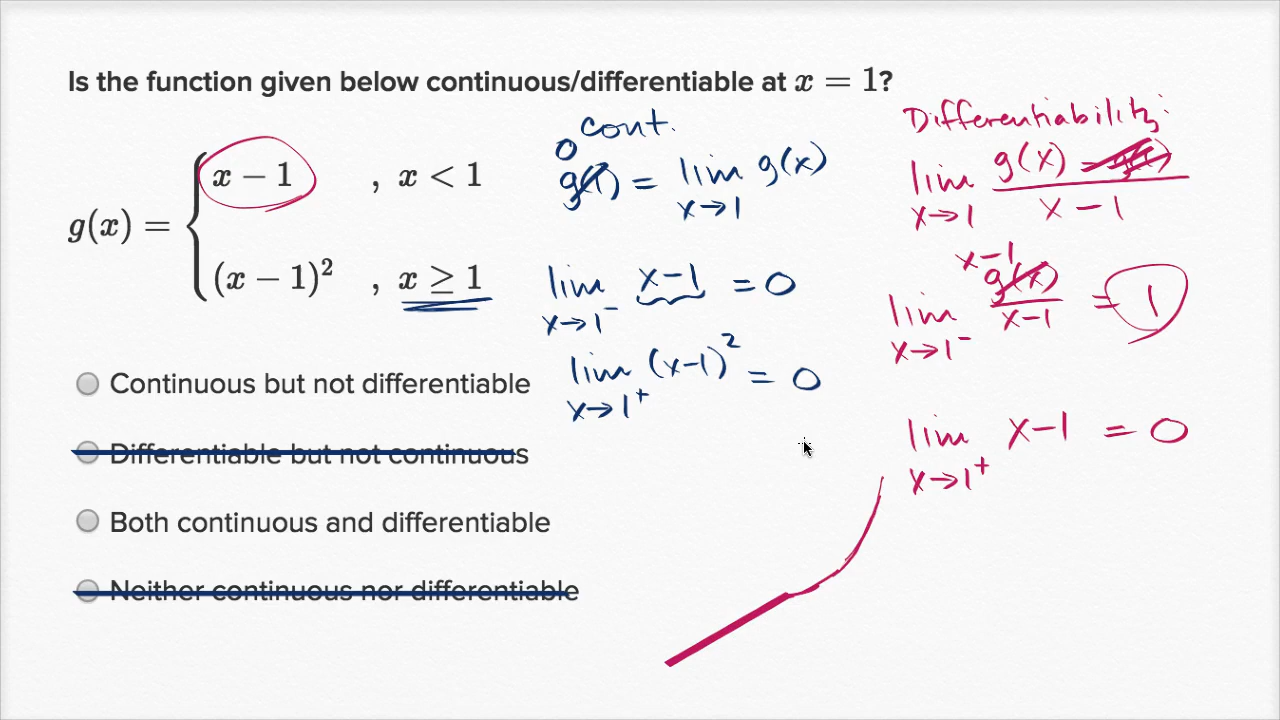 Is the function given below continuous/differentiable at x = 1?
g(x) = { x − 1 , x < 1
(x − 1)² , x ≥ 1
Continuous but not differentiable
Differentiable but not continuous
Both continuous and differentiable
Neither continuous nor differentiable
cont.
0
g(1) = lim g(x)
x→1
lim x−1 = 0
x→1⁻
lim (x−1)² = 0
x→1⁺
Differentiability:
lim g(x) − g(1)
x→1 x−1
x−1
lim g(x) = 1
x→1⁻ x−1
lim x−1 = 0
x→1⁺